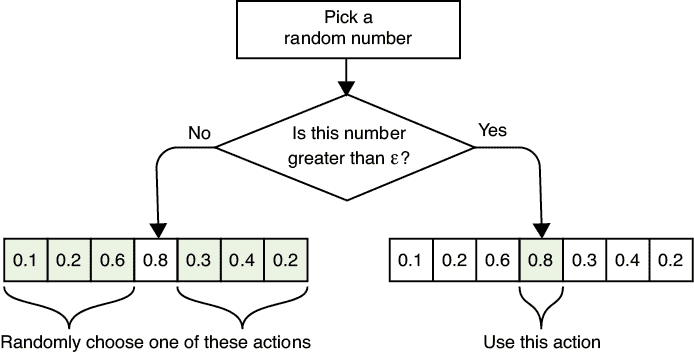 Pick a
random number
Is this number
greater than ε?
No
Yes
0.1 0.2 0.6 0.8 0.3 0.4 0.2
0.1 0.2 0.6 0.8 0.3 0.4 0.2
Randomly choose one of these actions
Use this action